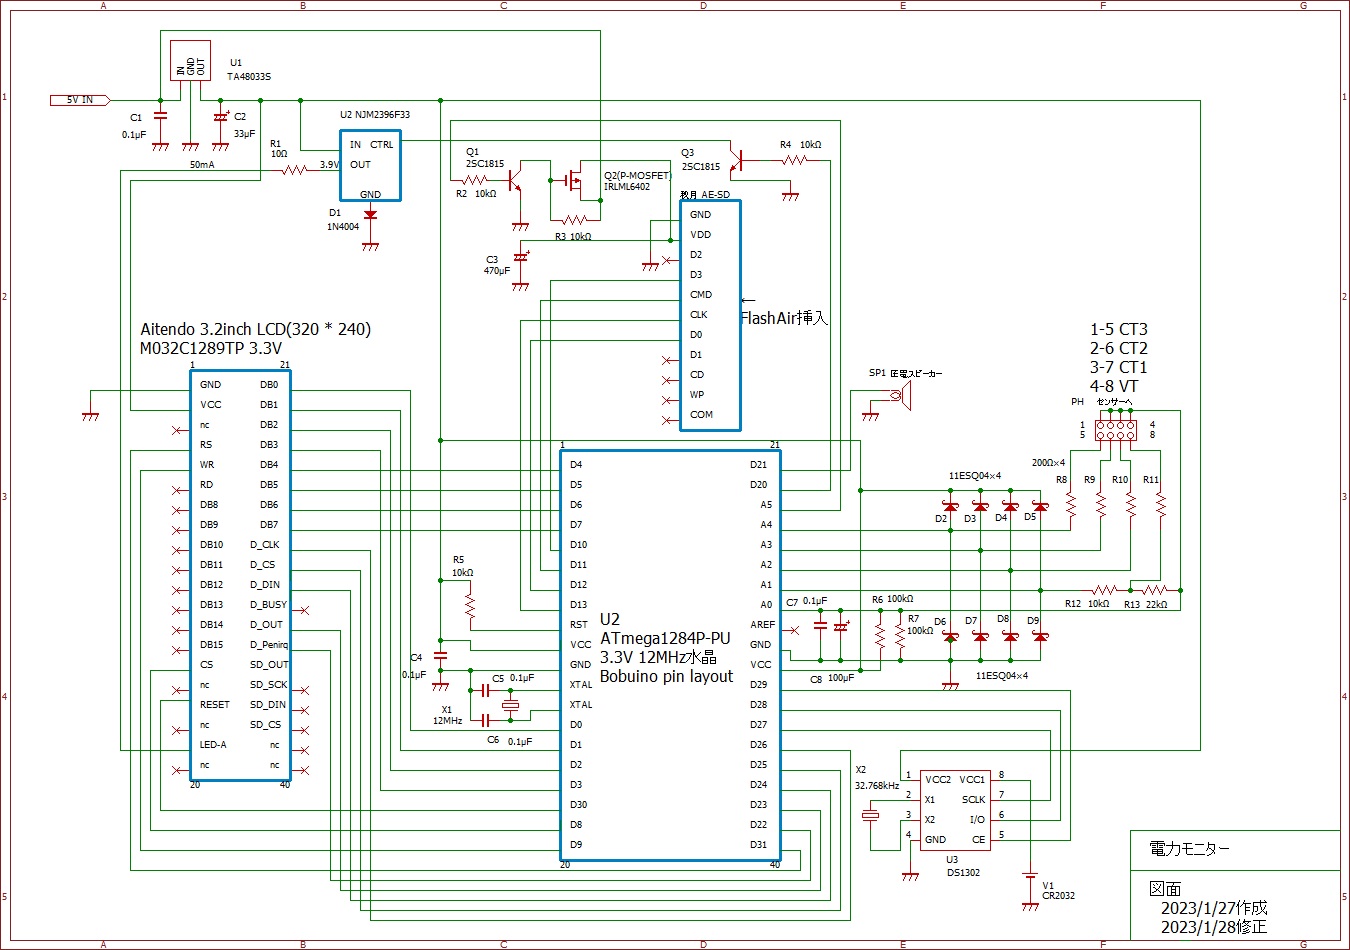 A B C D E F G
1
2
3
4
5
5V IN
IN
GND
OUT
U1
TA48033S
C1
0.1μF
C2
33μF
U2 NJM2396F33
IN CTRL
OUT
GND
R1
10Ω
50mA
3.9V
D1
1N4004
Q1
2SC1815
R2 10kΩ
Q2(P-MOSFET)
IRLML6402
R3 10kΩ
C3
470μF
Q3
2SC1815
R4 10kΩ
秋月 AE-SD
GND
VDD
D2
D3
CMD
CLK
D0
D1
CD
WP
COM
FlashAir挿入
Aitendo 3.2inch LCD(320 * 240)
M032C1289TP 3.3V
1 21
GND DB0
VCC DB1
nc DB2
RS DB3
WR DB4
RD DB5
DB8 DB6
DB9 DB7
DB10 D_CLK
DB11 D_CS
DB12 D_DIN
DB13 D_BUSY
DB14 D_OUT
DB15 D_Penirq
CS SD_OUT
nc SD_SCK
RESET SD_DIN
nc SD_CS
LED-A nc
nc nc
20 40
R5
10kΩ
C4
0.1μF
C5 0.1μF
X1
12MHz
C6 0.1μF
1 21
D4 D21
D5 D20
D6 A5
D7 A4
D10 A3
D11 A2
D12 A1
D13 A0
RST AREF
VCC GND
GND VCC
XTAL D29
XTAL D28
D0 D27
D1 D26
D2 D25
D3 D24
D30 D23
D8 D22
D9 D31
20 40
U2
ATmega1284P-PU
3.3V 12MHz水晶
Bobuino pin layout
SP1 圧電スピーカー
1-5 CT3
2-6 CT2
3-7 CT1
4-8 VT
PH センサーへ
1 4
5 8
200Ω×4
R8 R9 R10 R11
11ESQ04×4
D2 D3 D4 D5
R12 10kΩ R13 22kΩ
C7 0.1μF
R6 100kΩ
R7
100kΩ
C8 100μF
D6 D7 D8 D9
11ESQ04×4
X2
32.768kHz
1 VCC2 VCC1 8
2 X1 SCLK 7
3 X2 I/O 6
4 GND CE 5
U3
DS1302
V1
CR2032
電力モニター
図面
2023/1/27作成
2023/1/28修正
1
2
3
4
5
A B C D E F G